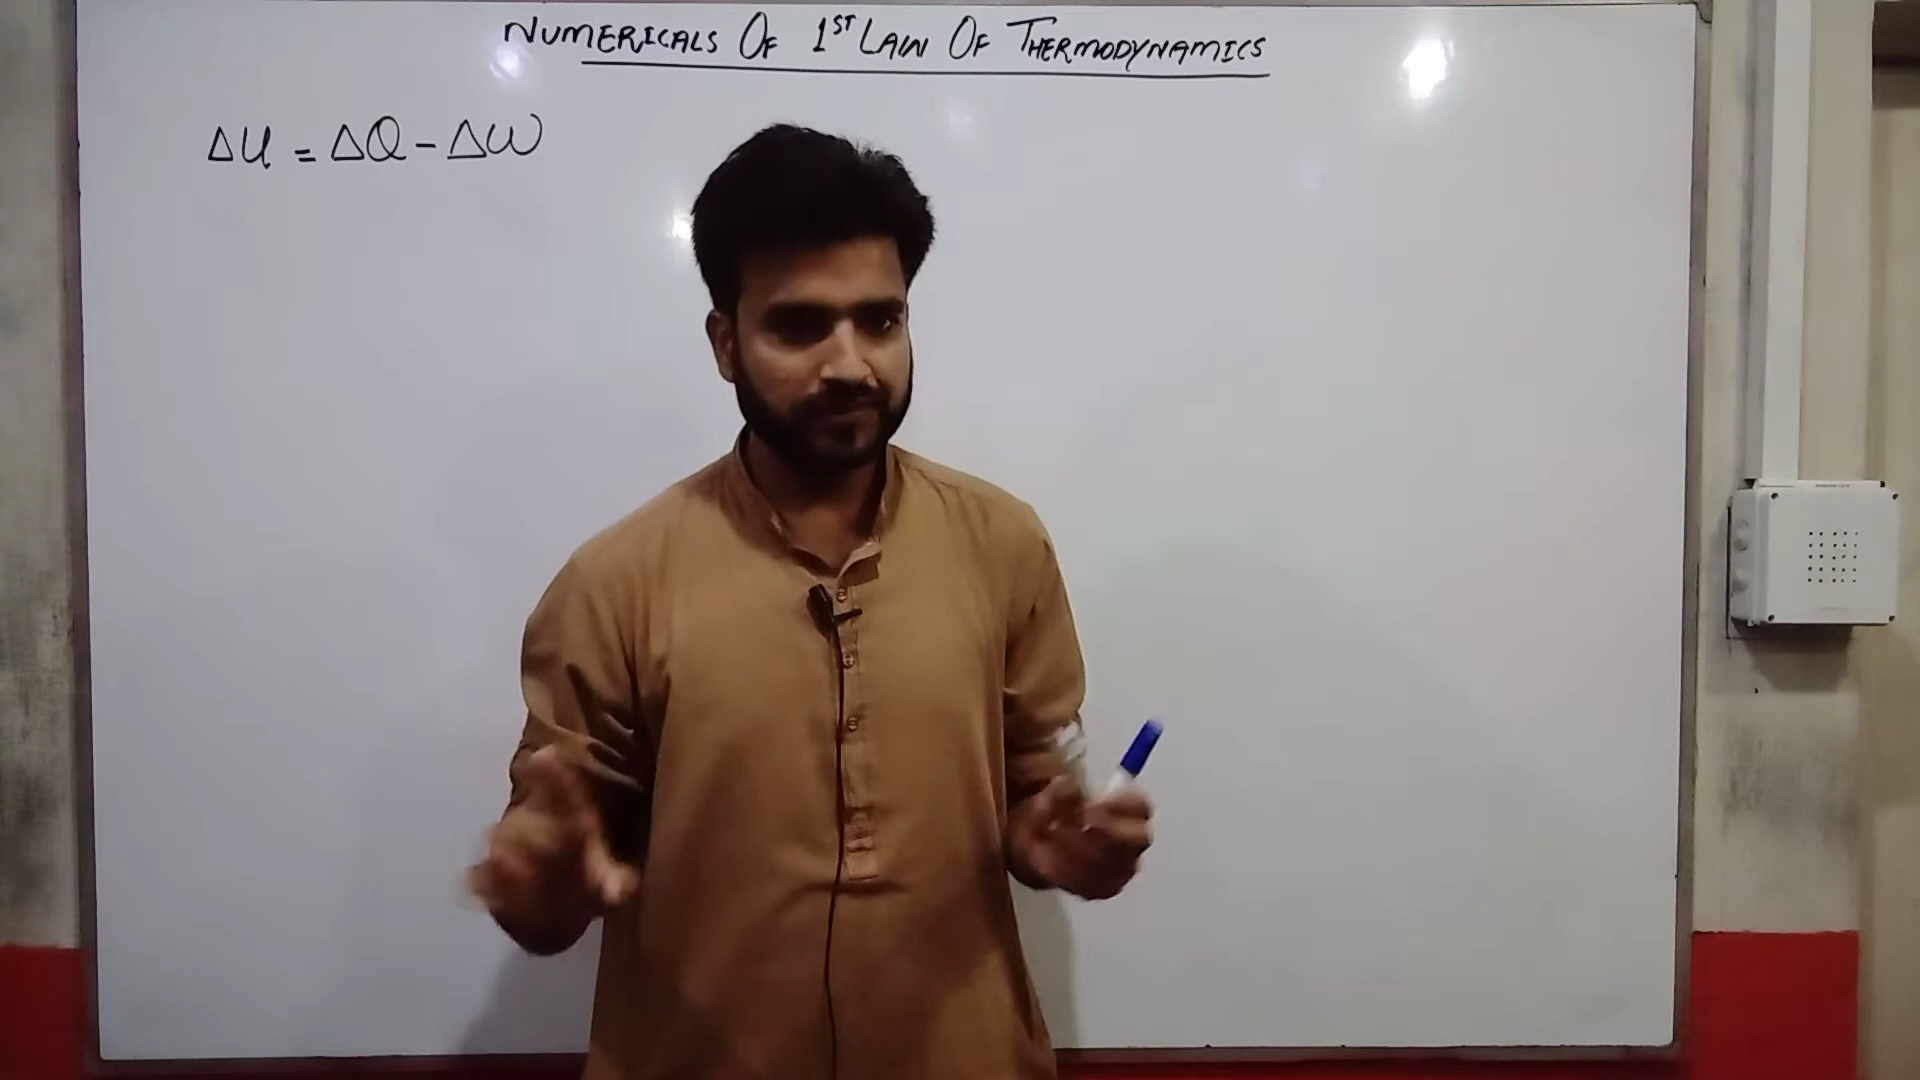 NUMERICALS OF 1ST LAW OF THERMODYNAMICS
ΔU = ΔQ - ΔW